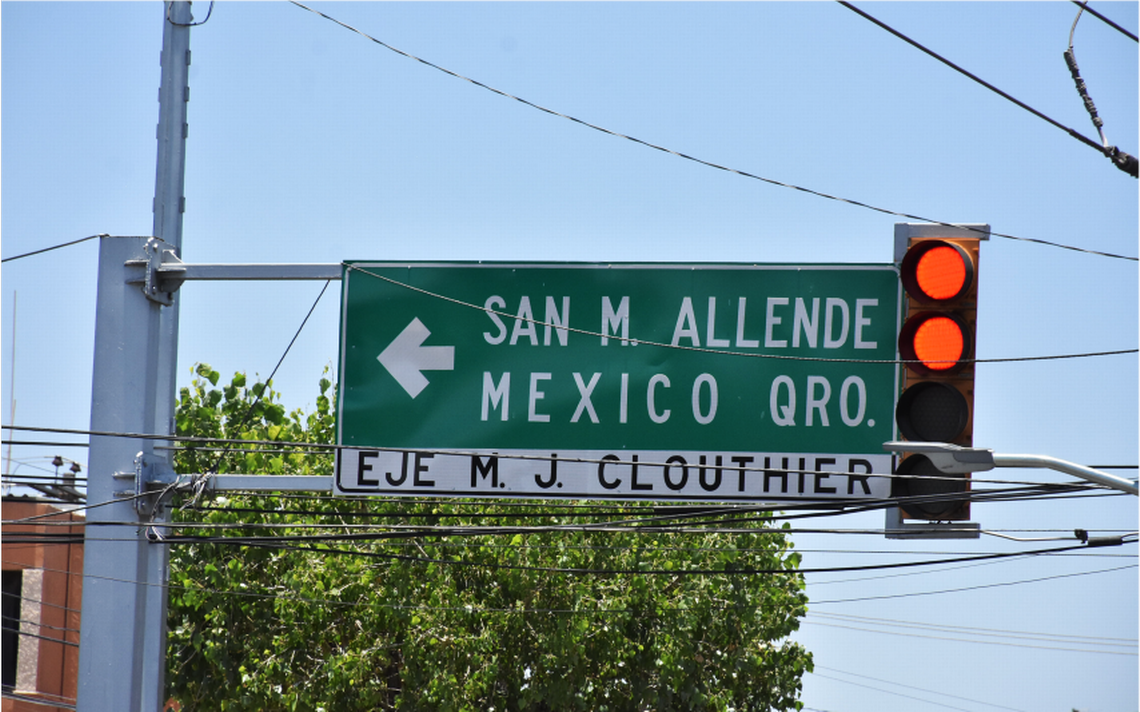 SAN M. ALLENDE
MEXICO QRO.
EJE M. J. CLOUTHIER